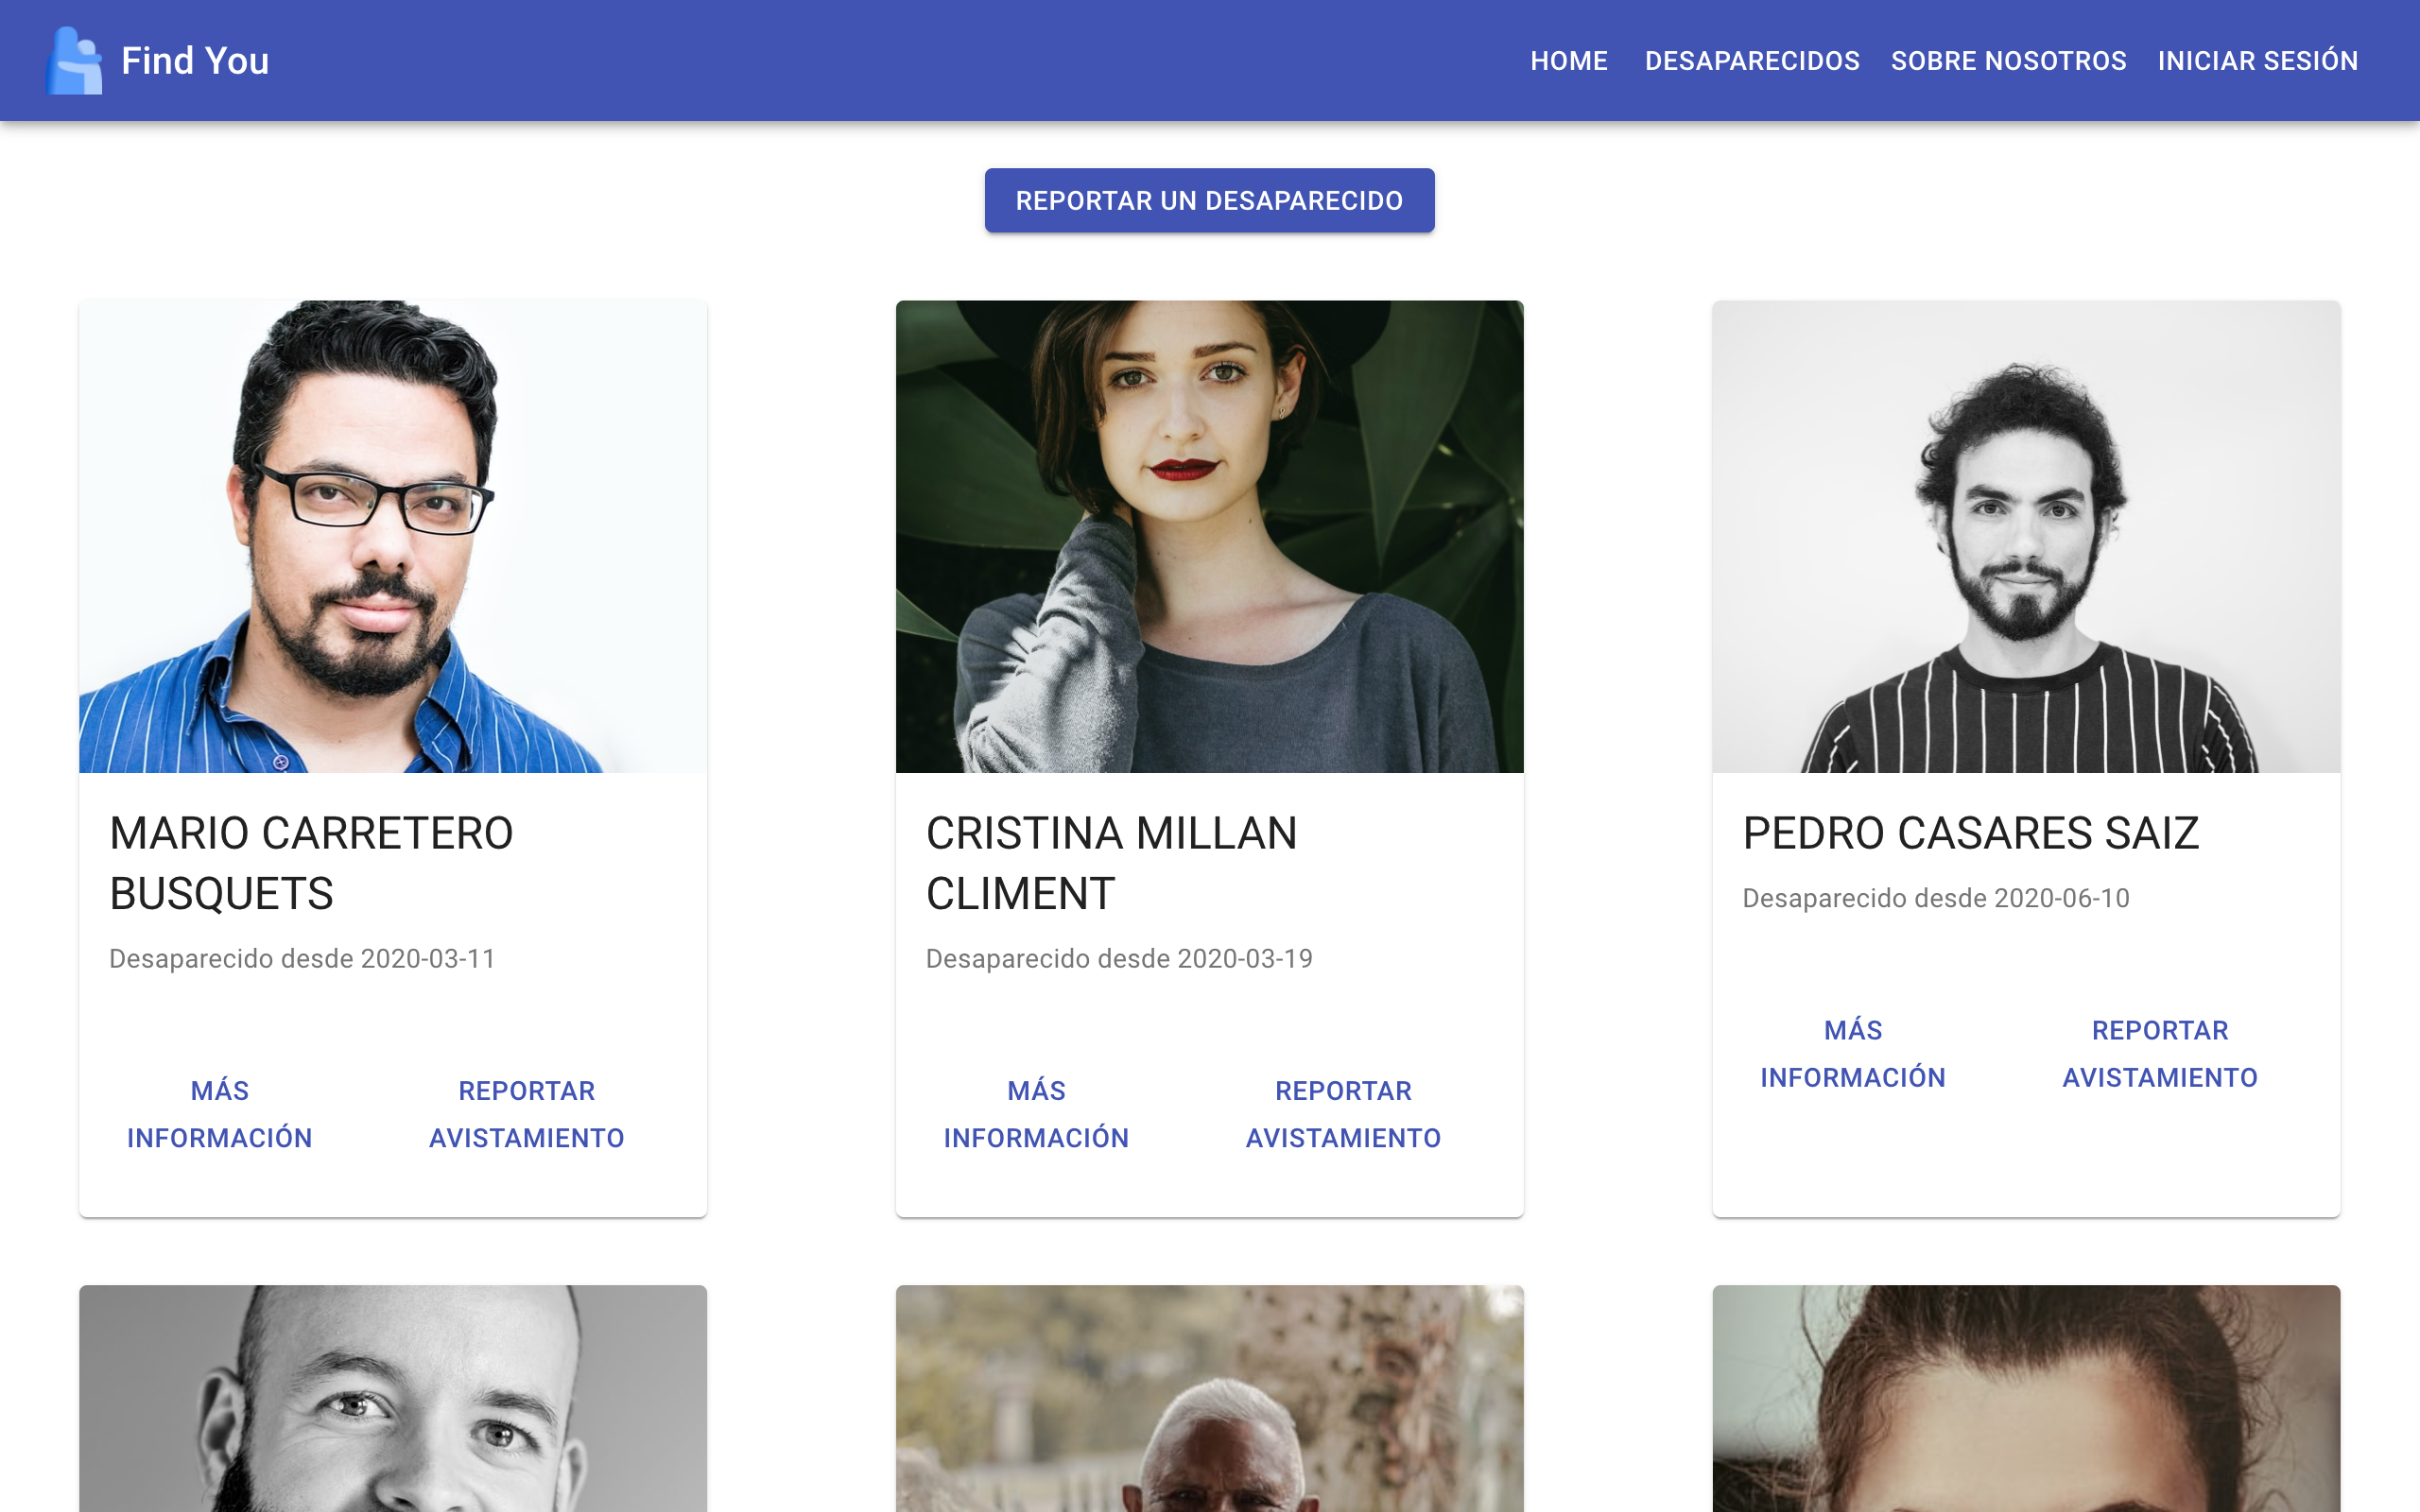 Find You
HOME DESAPARECIDOS SOBRE NOSOTROS INICIAR SESIÓN
REPORTAR UN DESAPARECIDO
MARIO CARRETERO
BUSQUETS
Desaparecido desde 2020-03-11
MÁS
INFORMACIÓN
REPORTAR
AVISTAMIENTO
CRISTINA MILLAN
CLIMENT
Desaparecido desde 2020-03-19
MÁS
INFORMACIÓN
REPORTAR
AVISTAMIENTO
PEDRO CASARES SAIZ
Desaparecido desde 2020-06-10
MÁS
INFORMACIÓN
REPORTAR
AVISTAMIENTO